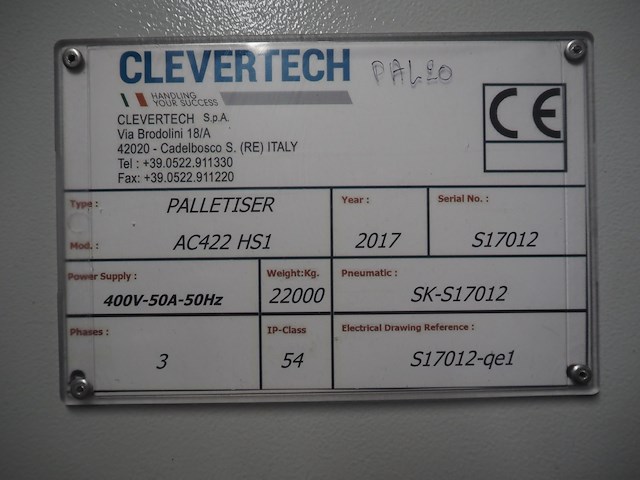 CLEVERTECH
HANDLING
YOUR SUCCESS
CLEVERTECH S.p.A.
Via Brodolini 18/A
42020 - Cadelbosco S. (RE) ITALY
Tel : +39.0522.911330
Fax: +39.0522.911220
CE
Type : PALLETISER
Mod. : AC422 HS1
Year :
2017
Serial No. :
S17012
Power Supply :
400V-50A-50Hz
Weight:Kg.
22000
Pneumatic :
SK-S17012
Phases :
3
IP-Class
54
Electrical Drawing Reference :
S17012-qe1